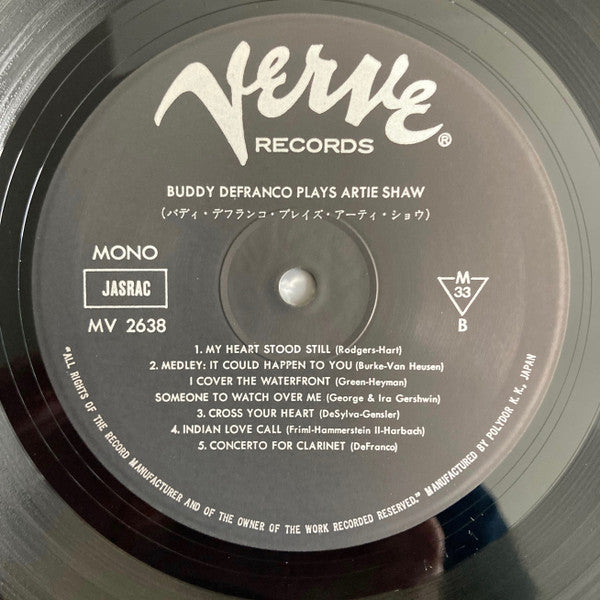 Verve®
RECORDS
BUDDY DEFRANCO PLAYS ARTIE SHAW
(バディ・デフランコ・プレイズ・アーティ・ショウ)
MONO
JASRAC
MV 2638
M
33
B
1. MY HEART STOOD STILL (Rodgers-Hart)
2. MEDLEY: IT COULD HAPPEN TO YOU (Burke-Van Heusen)
I COVER THE WATERFRONT (Green-Heyman)
SOMEONE TO WATCH OVER ME (George & Ira Gershwin)
3. CROSS YOUR HEART (DeSylva-Gensler)
4. INDIAN LOVE CALL (Friml-Hammerstein II-Harbach)
5. CONCERTO FOR CLARINET (DeFranco)
"ALL RIGHTS OF THE RECORD MANUFACTURER AND OF THE OWNER OF THE WORK RECORDED RESERVED." MANUFACTURED BY POLYDOR K. K., JAPAN